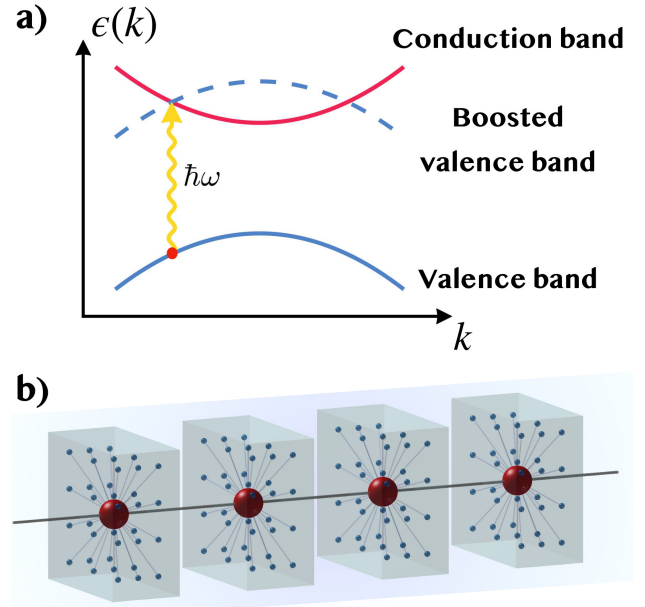 a)
ϵ(k)
Conduction band
Boosted
valence band
ħω
Valence band
k
b)